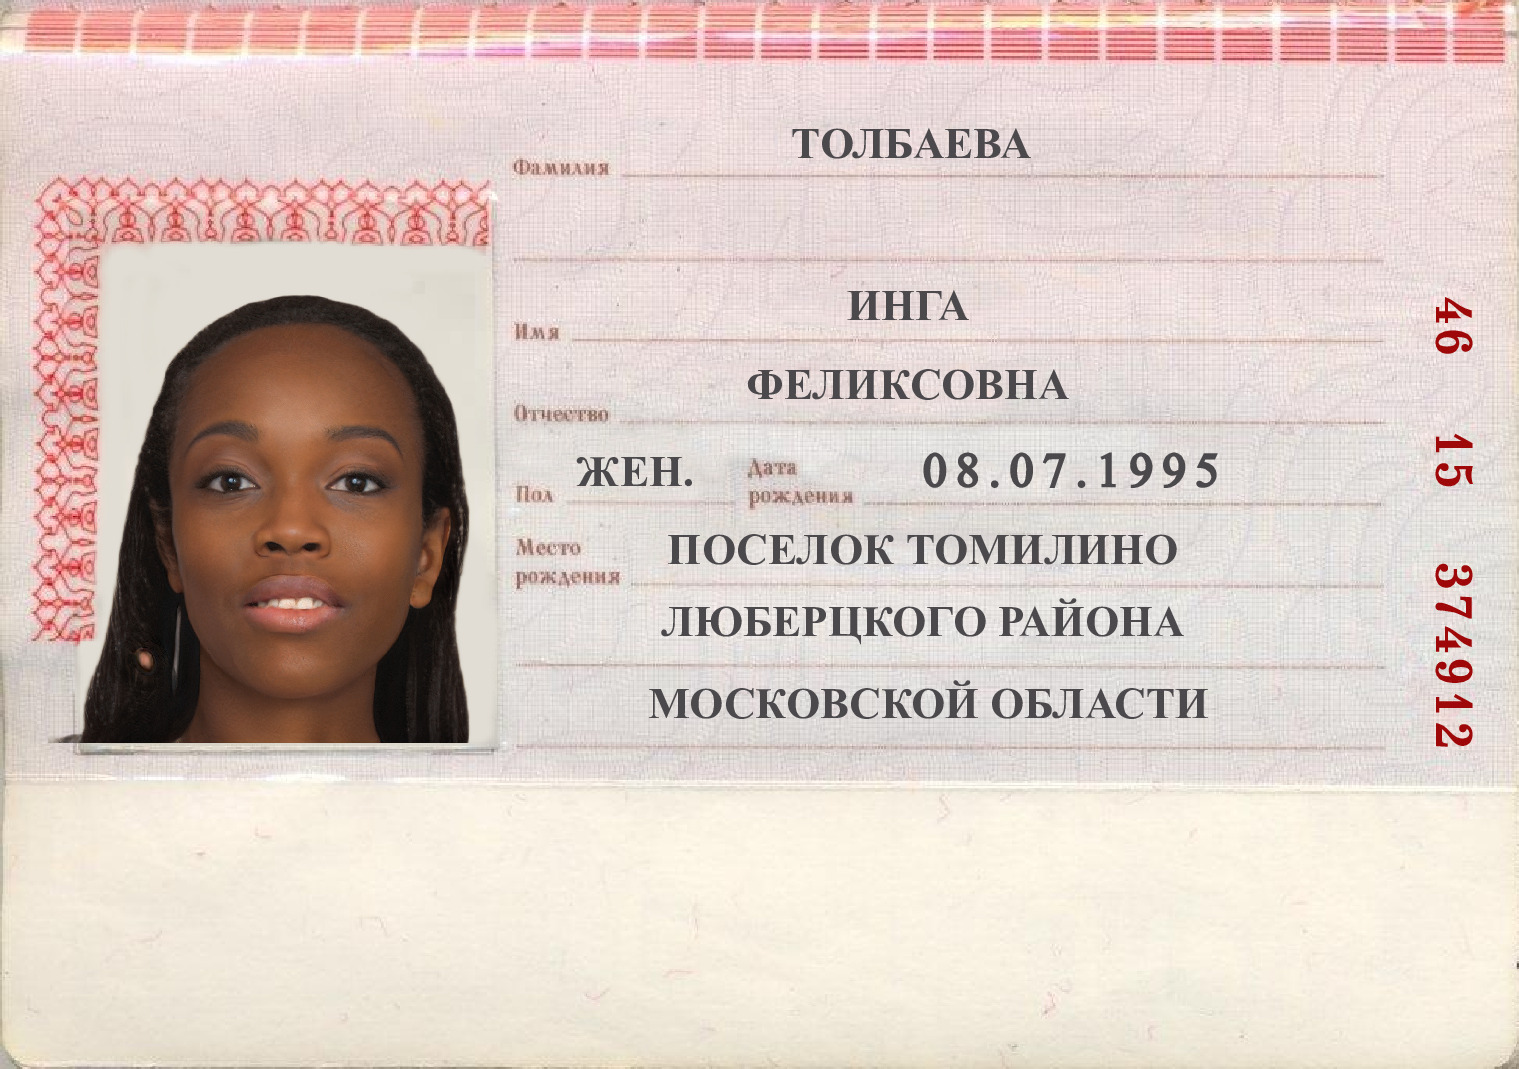 Фамилия ТОЛБАЕВА
Имя ИНГА
Отчество ФЕЛИКСОВНА
Пол ЖЕН. Дата рождения 08.07.1995
Место рождения ПОСЕЛОК ТОМИЛИНО
ЛЮБЕРЦКОГО РАЙОНА
МОСКОВСКОЙ ОБЛАСТИ
46 15 374912